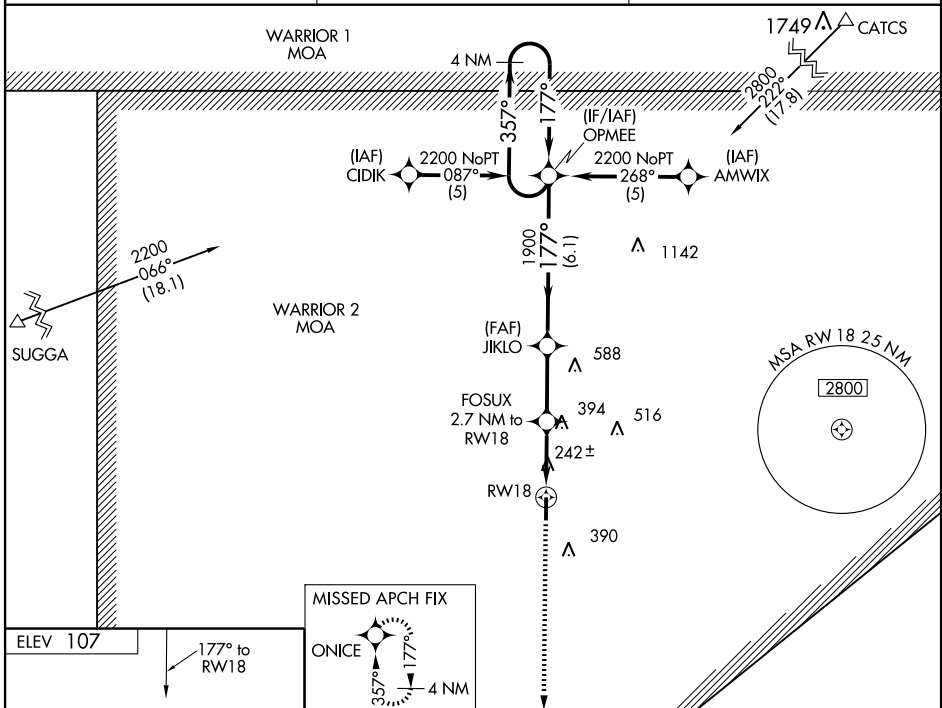 WARRIOR 1
MOA
4 NM
1749
CATCS
2800
222°
(17.8)
357°
177°
(IF/IAF)
OPMEE
(IAF)
CIDIK
2200 NoPT
087°
(5)
2200 NoPT
268°
(5)
(IAF)
AMWIX
1900
177°
(6.1)
1142
2200
066°
(18.1)
SUGGA
WARRIOR 2
MOA
(FAF)
JIKLO
588
MSA RW 18 25 NM
2800
FOSUX
2.7 NM to
RW18
394
516
242±
RW18
390
MISSED APCH FIX
ONICE
177°
357°
4 NM
ELEV 107
177° to
RW18